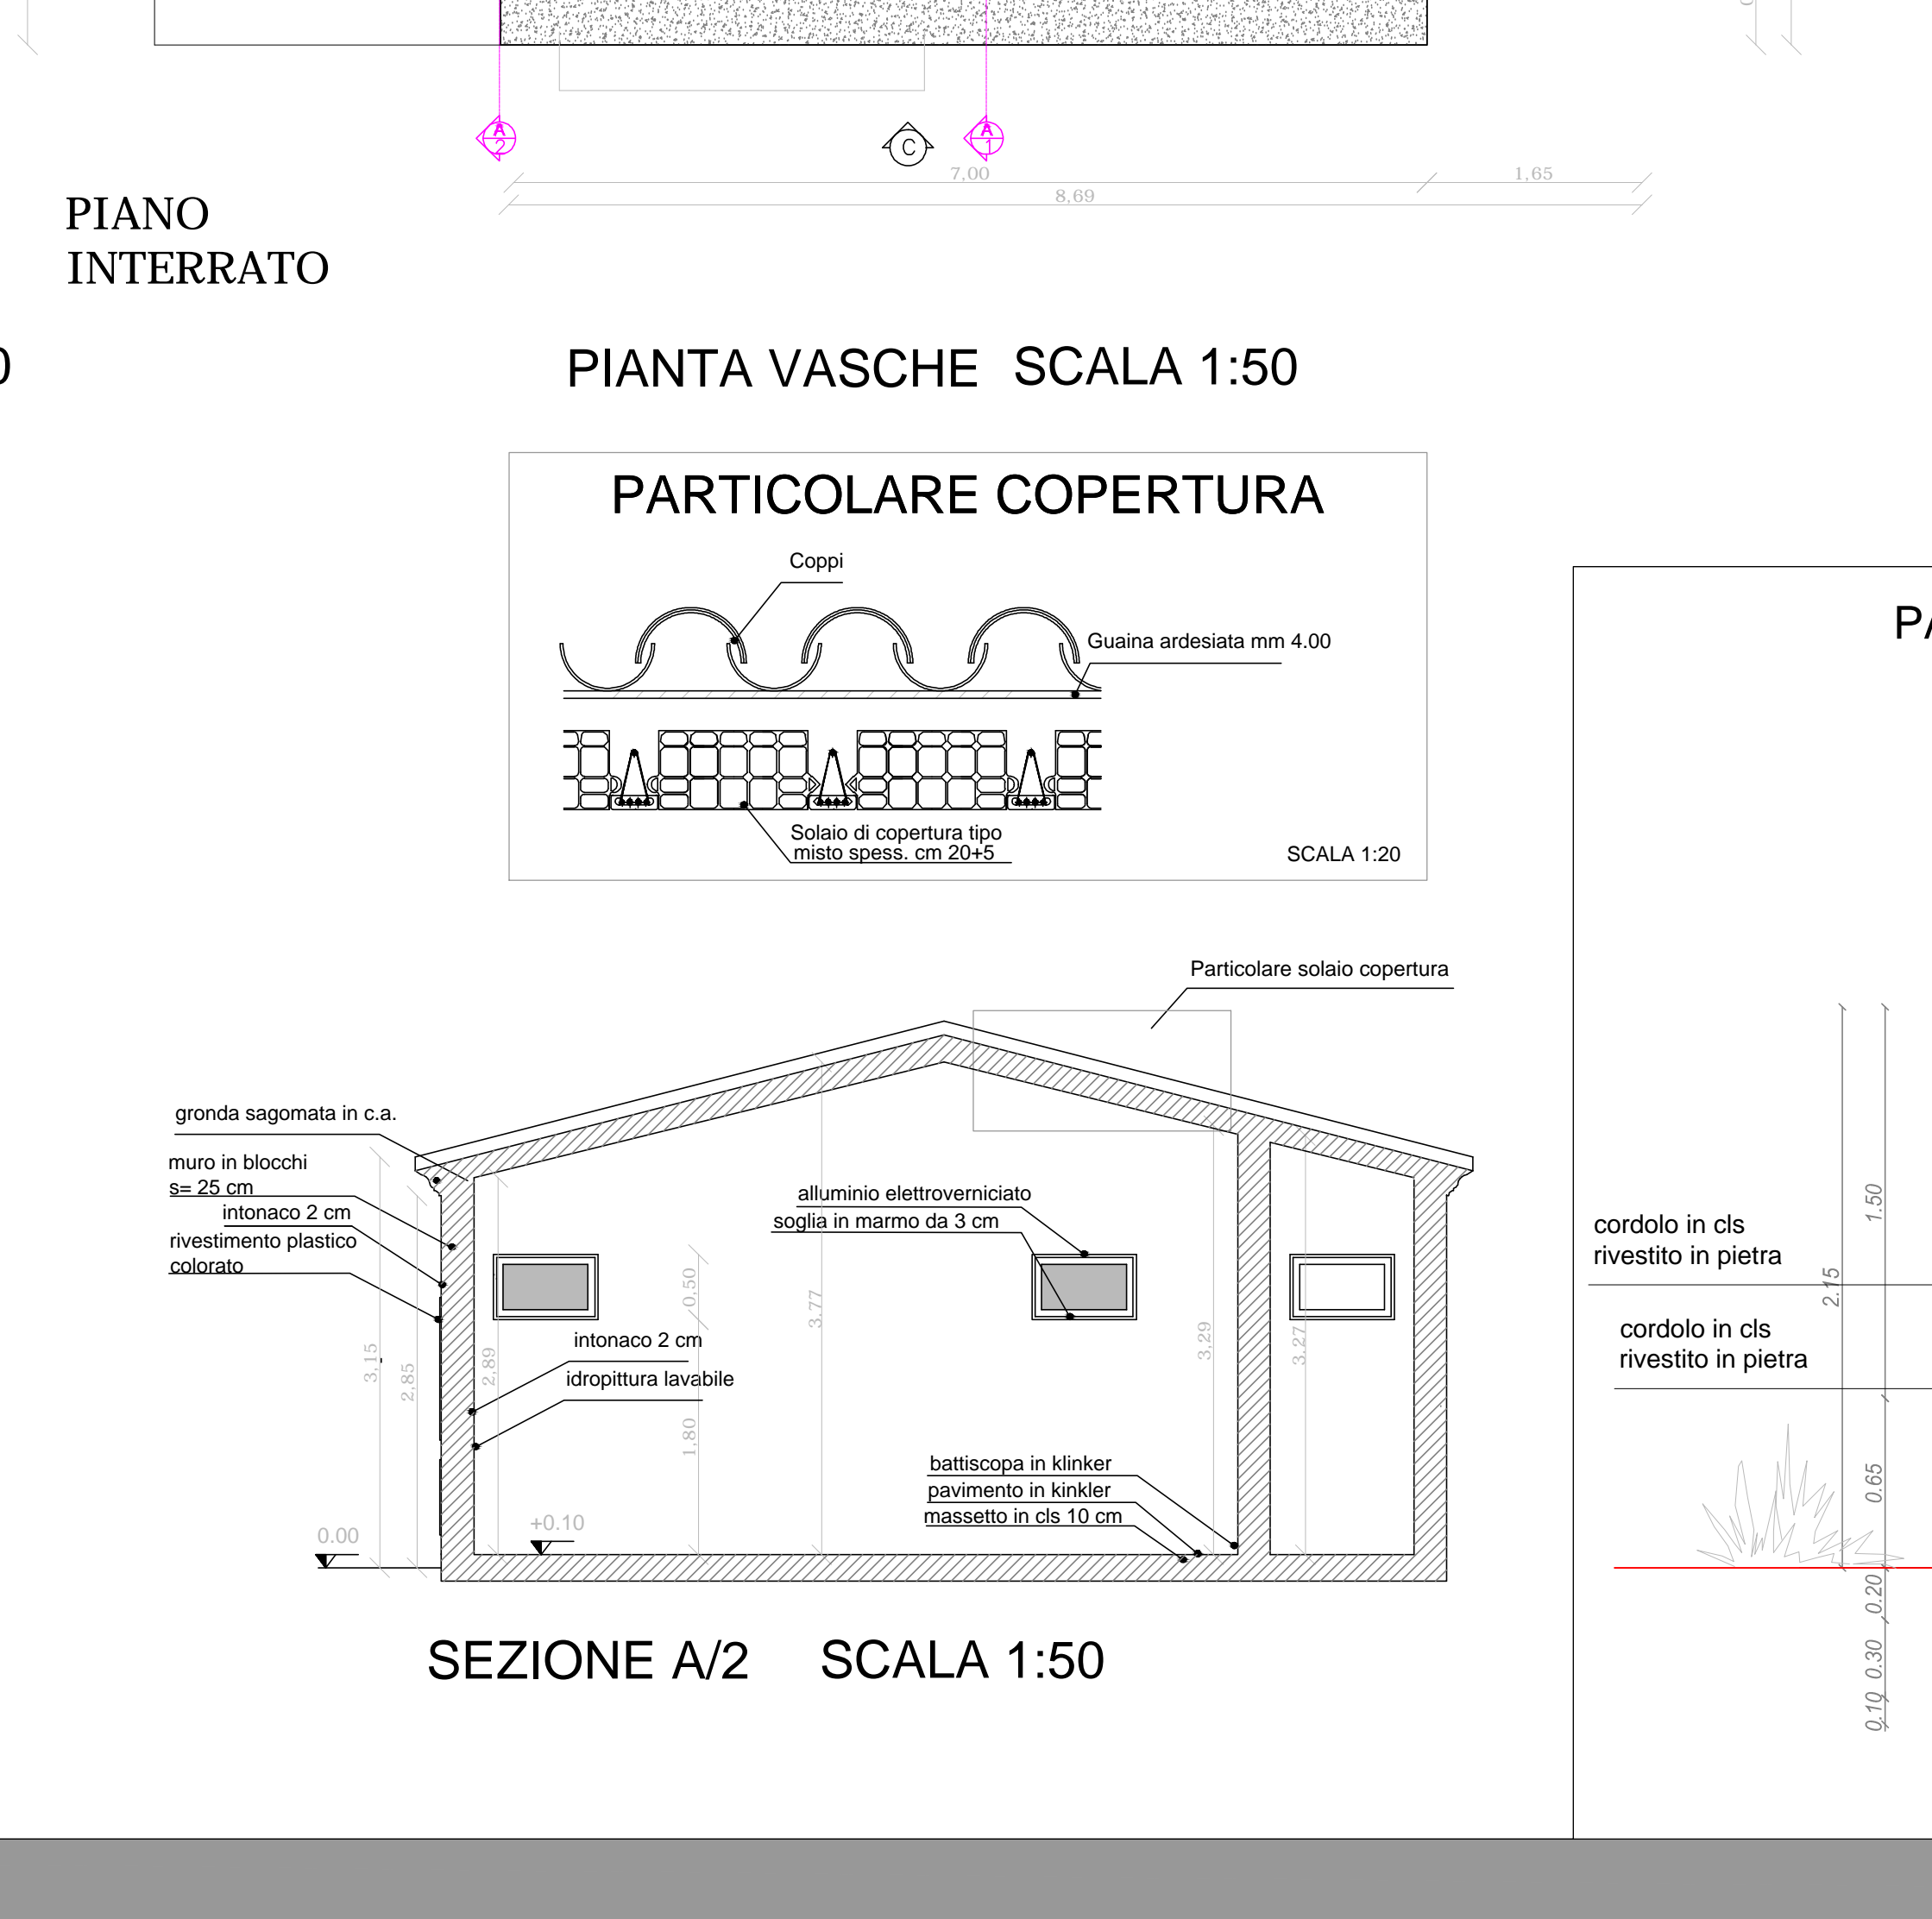 A
2
C
A
1
7,00
1,65
8,69
PIANO
INTERRATO
PIANTA VASCHE SCALA 1:50
PARTICOLARE COPERTURA
Coppi
Guaina ardesiata mm 4.00
Solaio di copertura tipo
misto spess. cm 20+5
SCALA 1:20
Particolare solaio copertura
gronda sagomata in c.a.
muro in blocchi
s= 25 cm
intonaco 2 cm
rivestimento plastico
colorato
alluminio elettroverniciato
soglia in marmo da 3 cm
intonaco 2 cm
idropittura lavabile
battiscopa in klinker
pavimento in kinkler
massetto in cls 10 cm
3,15
2,85
2,89
0,50
1,80
3,77
3,29
3,27
0.00
+0.10
SEZIONE A/2 SCALA 1:50
cordolo in cls
rivestito in pietra
cordolo in cls
rivestito in pietra
2.15
1.50
0.65
0.20
0.30
0.10